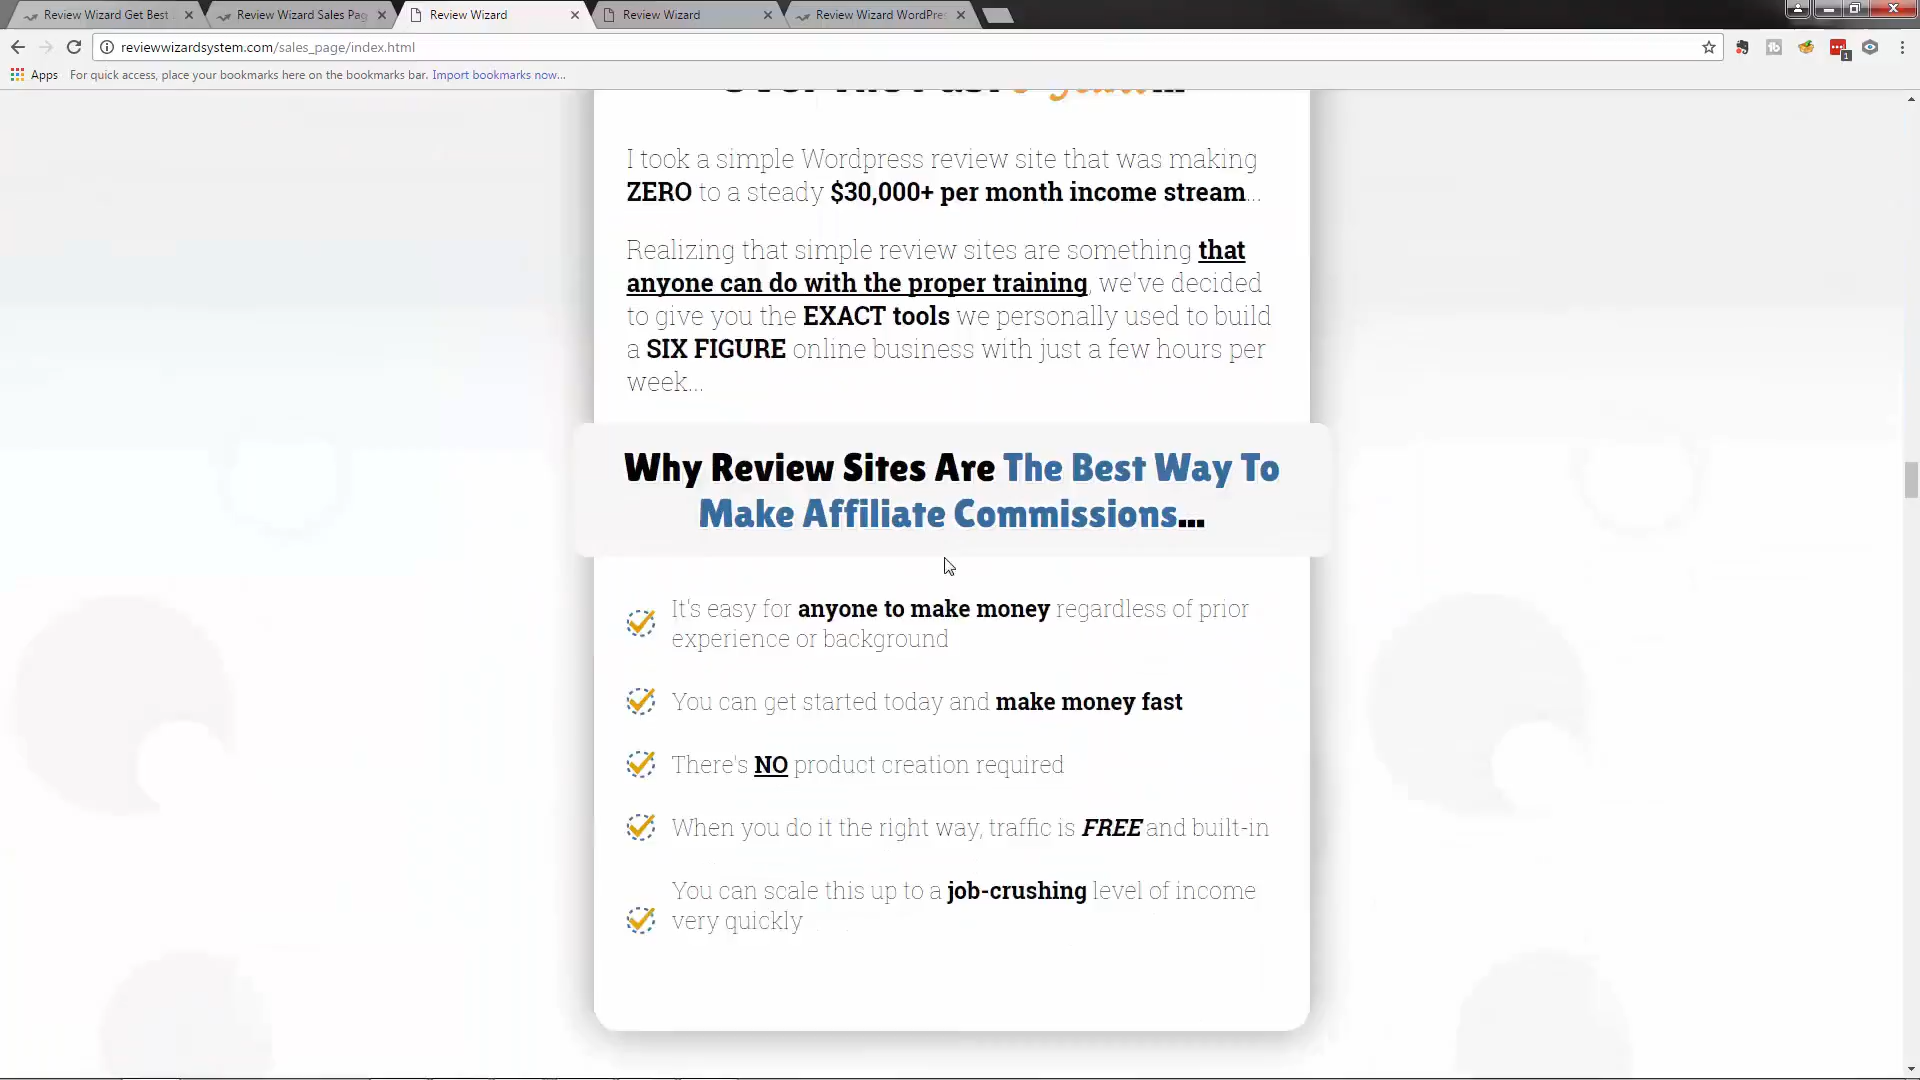 Review Wizard Get Best
Review Wizard Sales Pag
Review Wizard
Review Wizard
Review Wizard WordPres
reviewwizardsystem.com/sales_page/index.html
1
Apps
For quick access, place your bookmarks here on the bookmarks bar. Import bookmarks now...
I took a simple Wordpress review site that was making
ZERO to a steady $30,000+ per month income stream...
Realizing that simple review sites are something that
anyone can do with the proper training, we've decided
to give you the EXACT tools we personally used to build
a SIX FIGURE online business with just a few hours per
week...
Why Review Sites Are The Best Way To
Make Affiliate Commissions...
It's easy for anyone to make money regardless of prior
experience or background
You can get started today and make money fast
There's NO product creation required
When you do it the right way, traffic is FREE and built-in
You can scale this up to a job-crushing level of income
very quickly